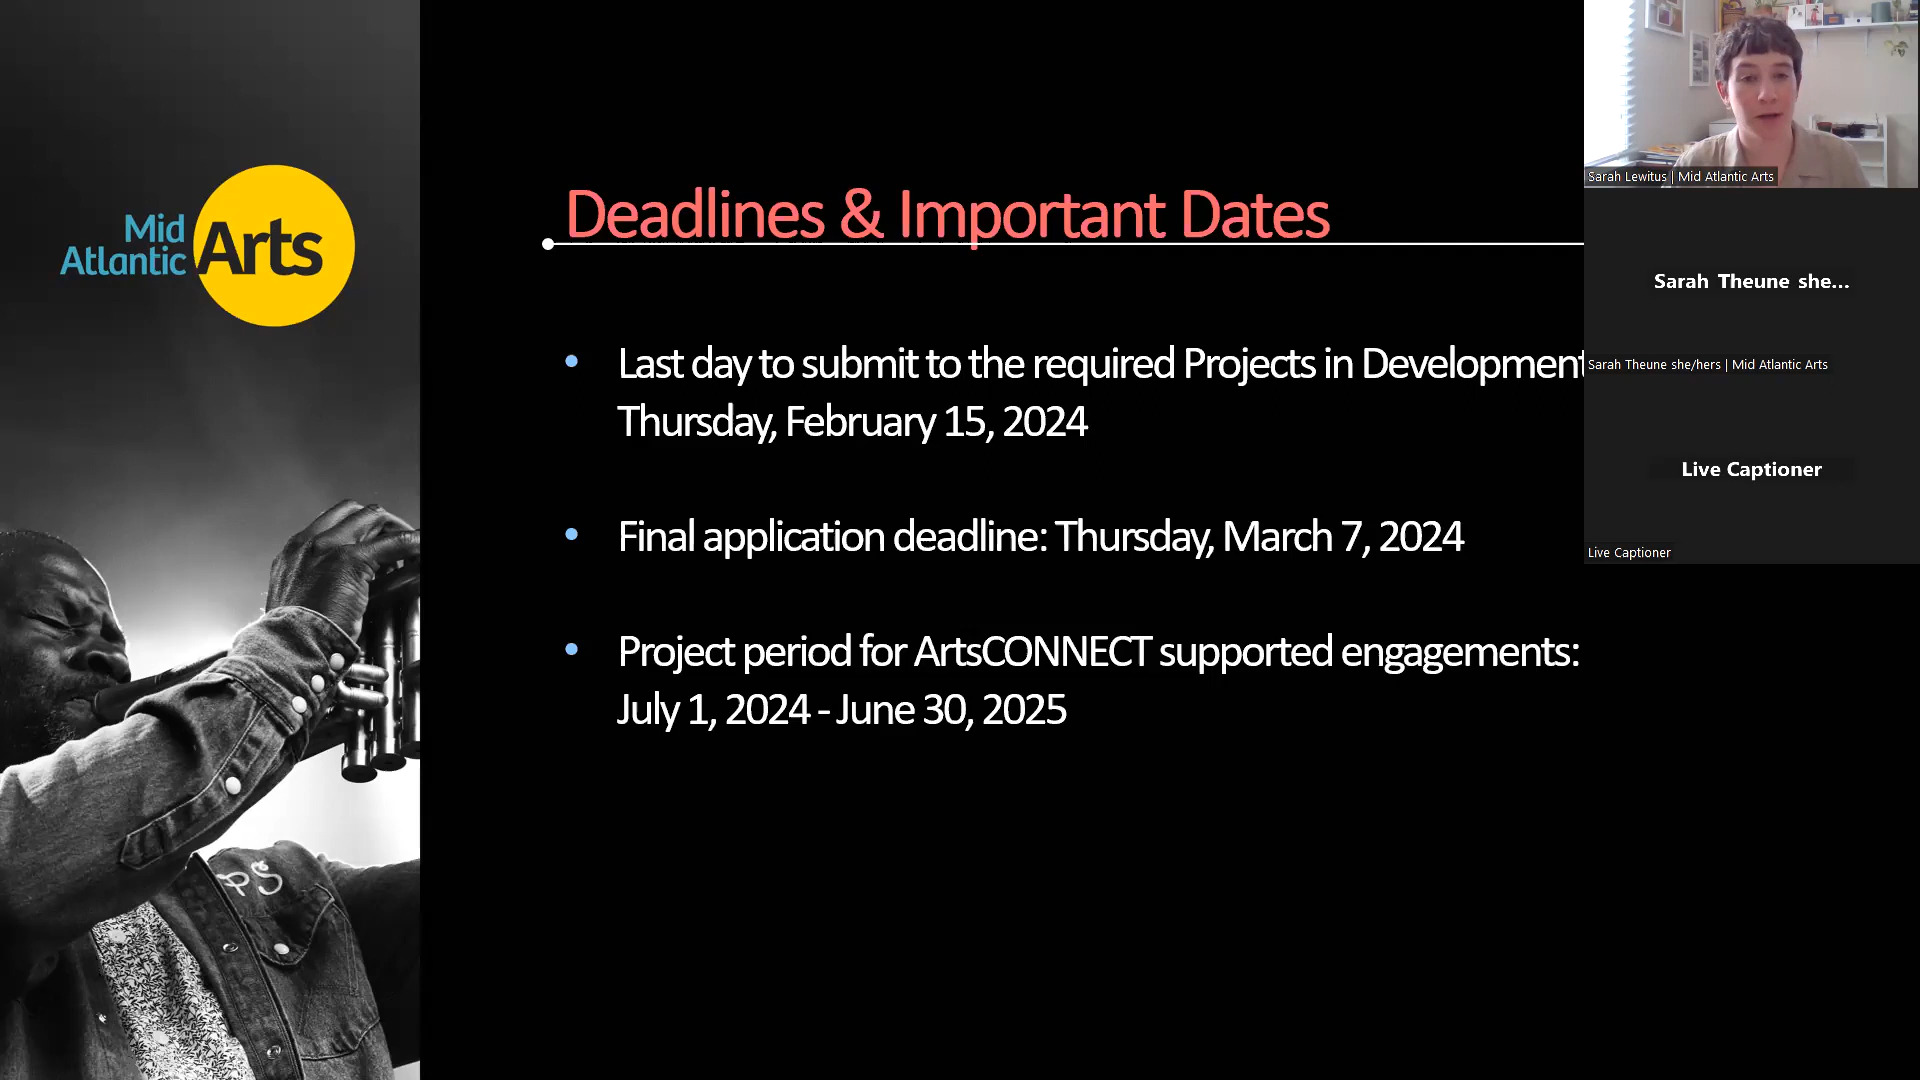 Mid
Atlantic
Arts
Deadlines & Important Dates
Last day to submit to the required Projects in Development
Thursday, February 15, 2024
Final application deadline: Thursday, March 7, 2024
Project period for ArtsCONNECT supported engagements:
July 1, 2024 - June 30, 2025
PS
Sarah Lewitus | Mid Atlantic Arts
Sarah Theune she...
Sarah Theune she/hers | Mid Atlantic Arts
Live Captioner
Live Captioner